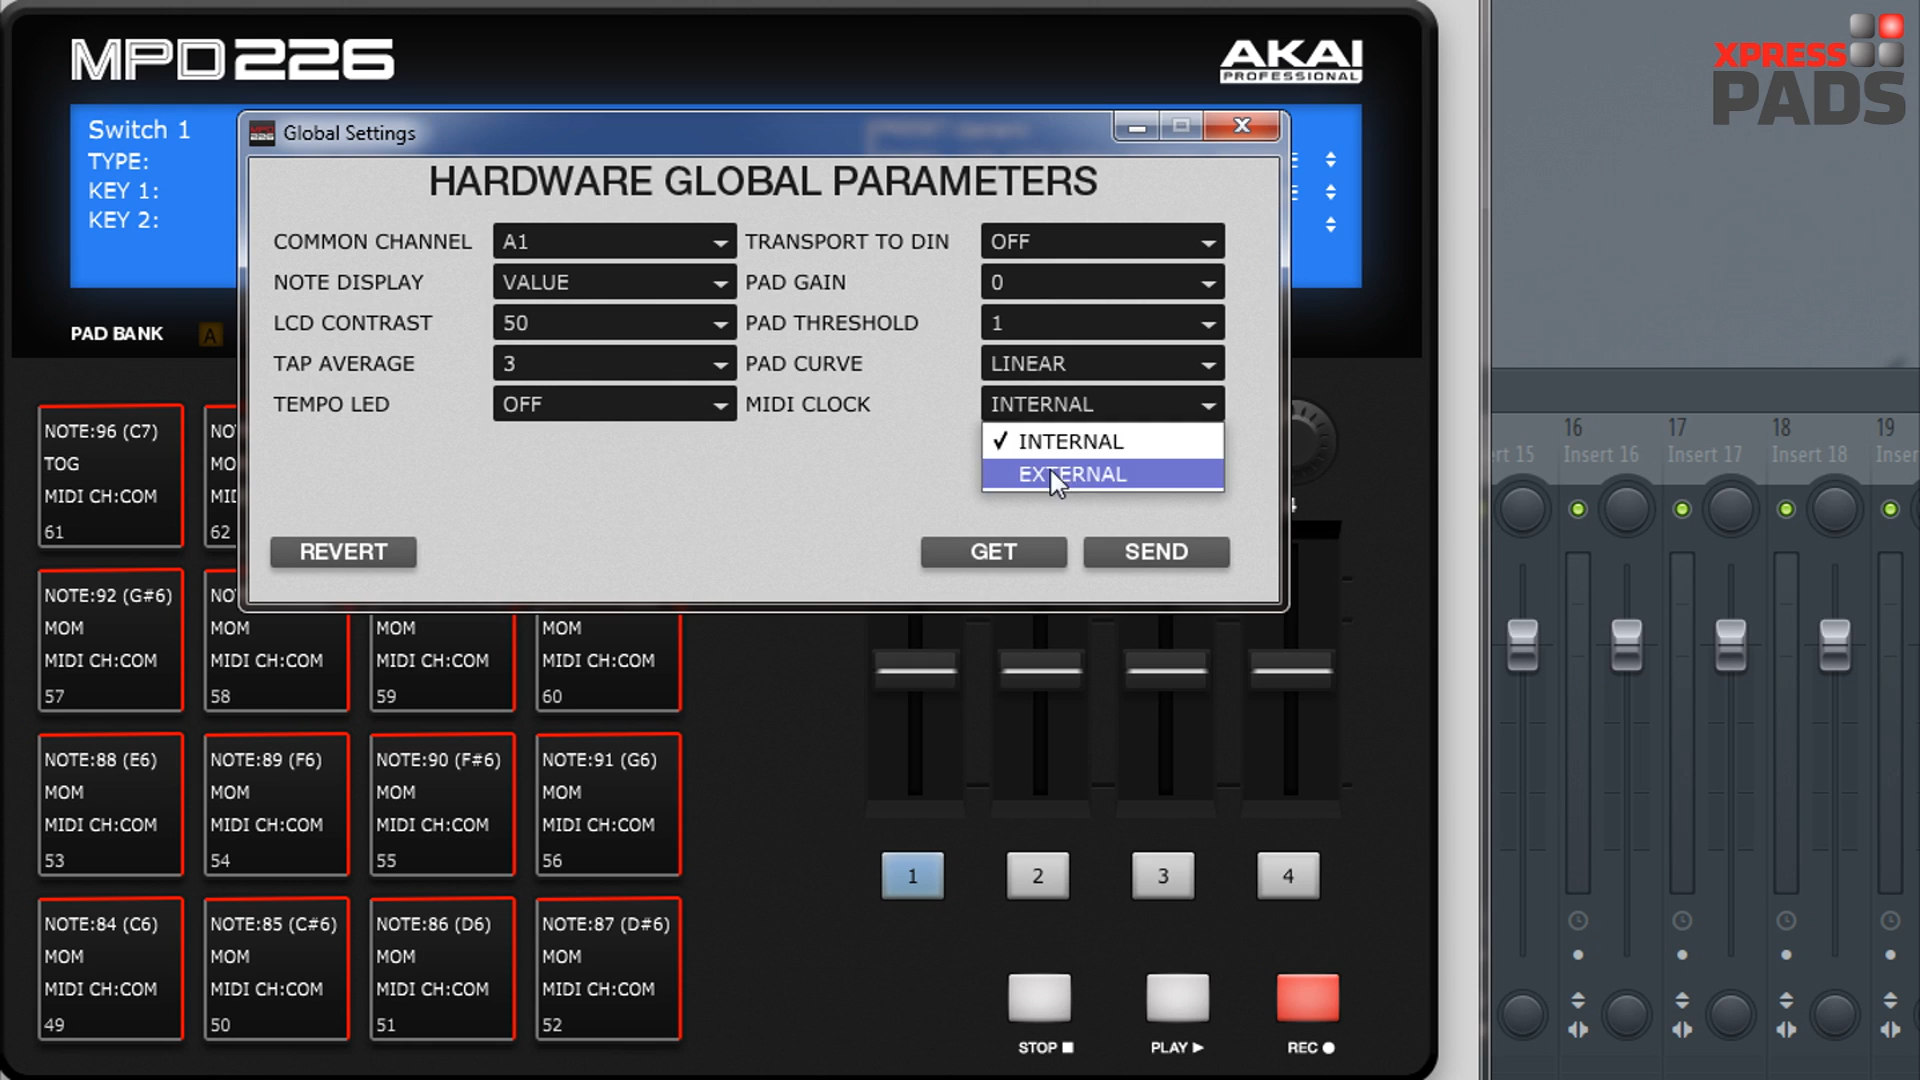 MPD226
AKAI
PROFESSIONAL
XPRESS
PADS
Switch 1
TYPE:
KEY 1:
KEY 2:
PAD BANK
A
Global Settings
HARDWARE GLOBAL PARAMETERS
COMMON CHANNEL A1 TRANSPORT TO DIN OFF
NOTE DISPLAY VALUE PAD GAIN 0
LCD CONTRAST 50 PAD THRESHOLD 1
TAP AVERAGE 3 PAD CURVE LINEAR
TEMPO LED OFF MIDI CLOCK INTERNAL
✓ INTERNAL
EXTERNAL
REVERT GET SEND
NOTE:96 (C7)
TOG
MIDI CH:COM
61
62
NOTE:92 (G#6)
MOM MOM MOM MOM
MIDI CH:COM MIDI CH:COM MIDI CH:COM MIDI CH:COM
57 58 59 60
NOTE:88 (E6) NOTE:89 (F6) NOTE:90 (F#6) NOTE:91 (G6)
MOM MOM MOM MOM
MIDI CH:COM MIDI CH:COM MIDI CH:COM MIDI CH:COM
53 54 55 56
NOTE:84 (C6) NOTE:85 (C#6) NOTE:86 (D6) NOTE:87 (D#6)
MOM MOM MOM MOM
MIDI CH:COM MIDI CH:COM MIDI CH:COM MIDI CH:COM
49 50 51 52
1 2 3 4
STOP PLAY REC
16 17 18 19
15 Insert 16 Insert 17 Insert 18